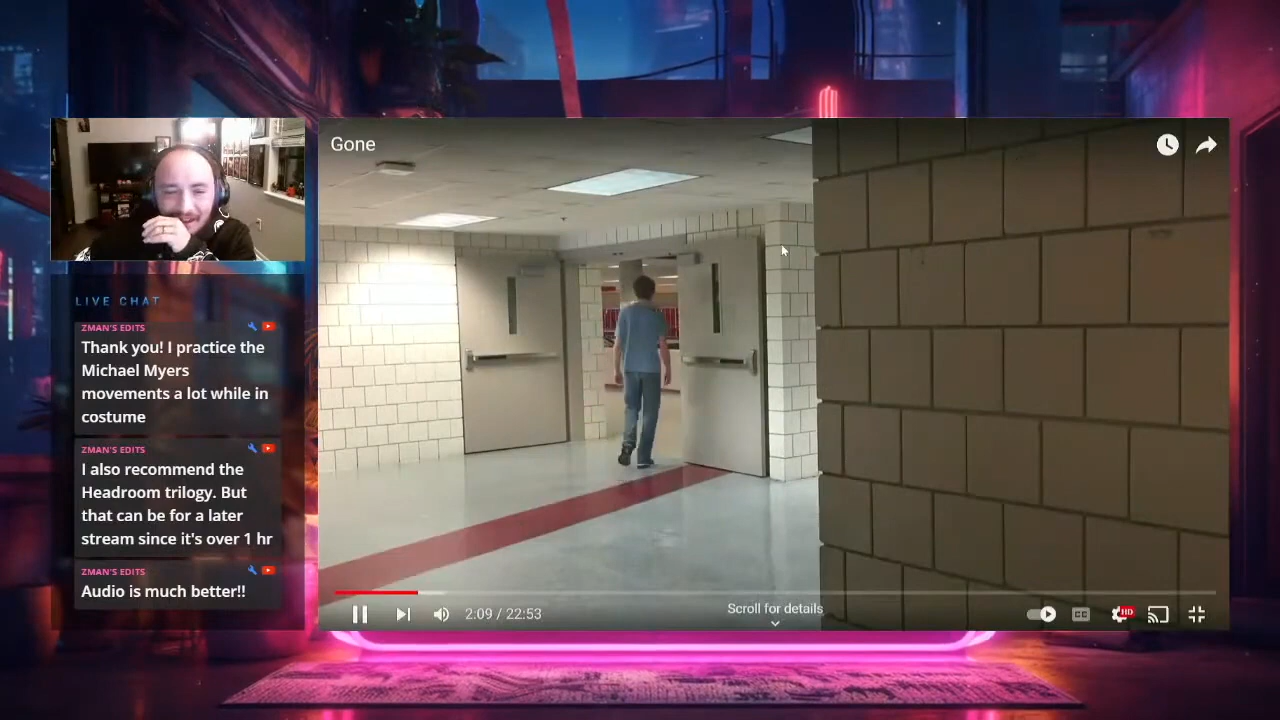 Gone
LIVE CHAT
ZMAN'S EDITS
Thank you! I practice the
Michael Myers
movements a lot while in
costume
ZMAN'S EDITS
I also recommend the
Headroom trilogy. But
that can be for a later
stream since it's over 1 hr
ZMAN'S EDITS
Audio is much better!!
2:09 / 22:53
Scroll for details
CC
HD